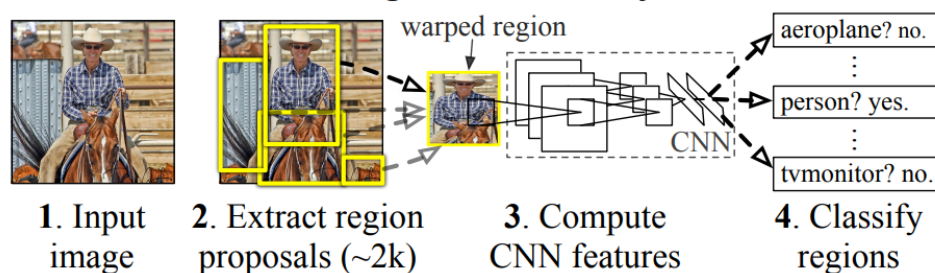 warped region
aeroplane? no.
⋮
person? yes.
CNN
⋮
tvmonitor? no.
1. Input
image
2. Extract region
proposals (~2k)
3. Compute
CNN features
4. Classify
regions